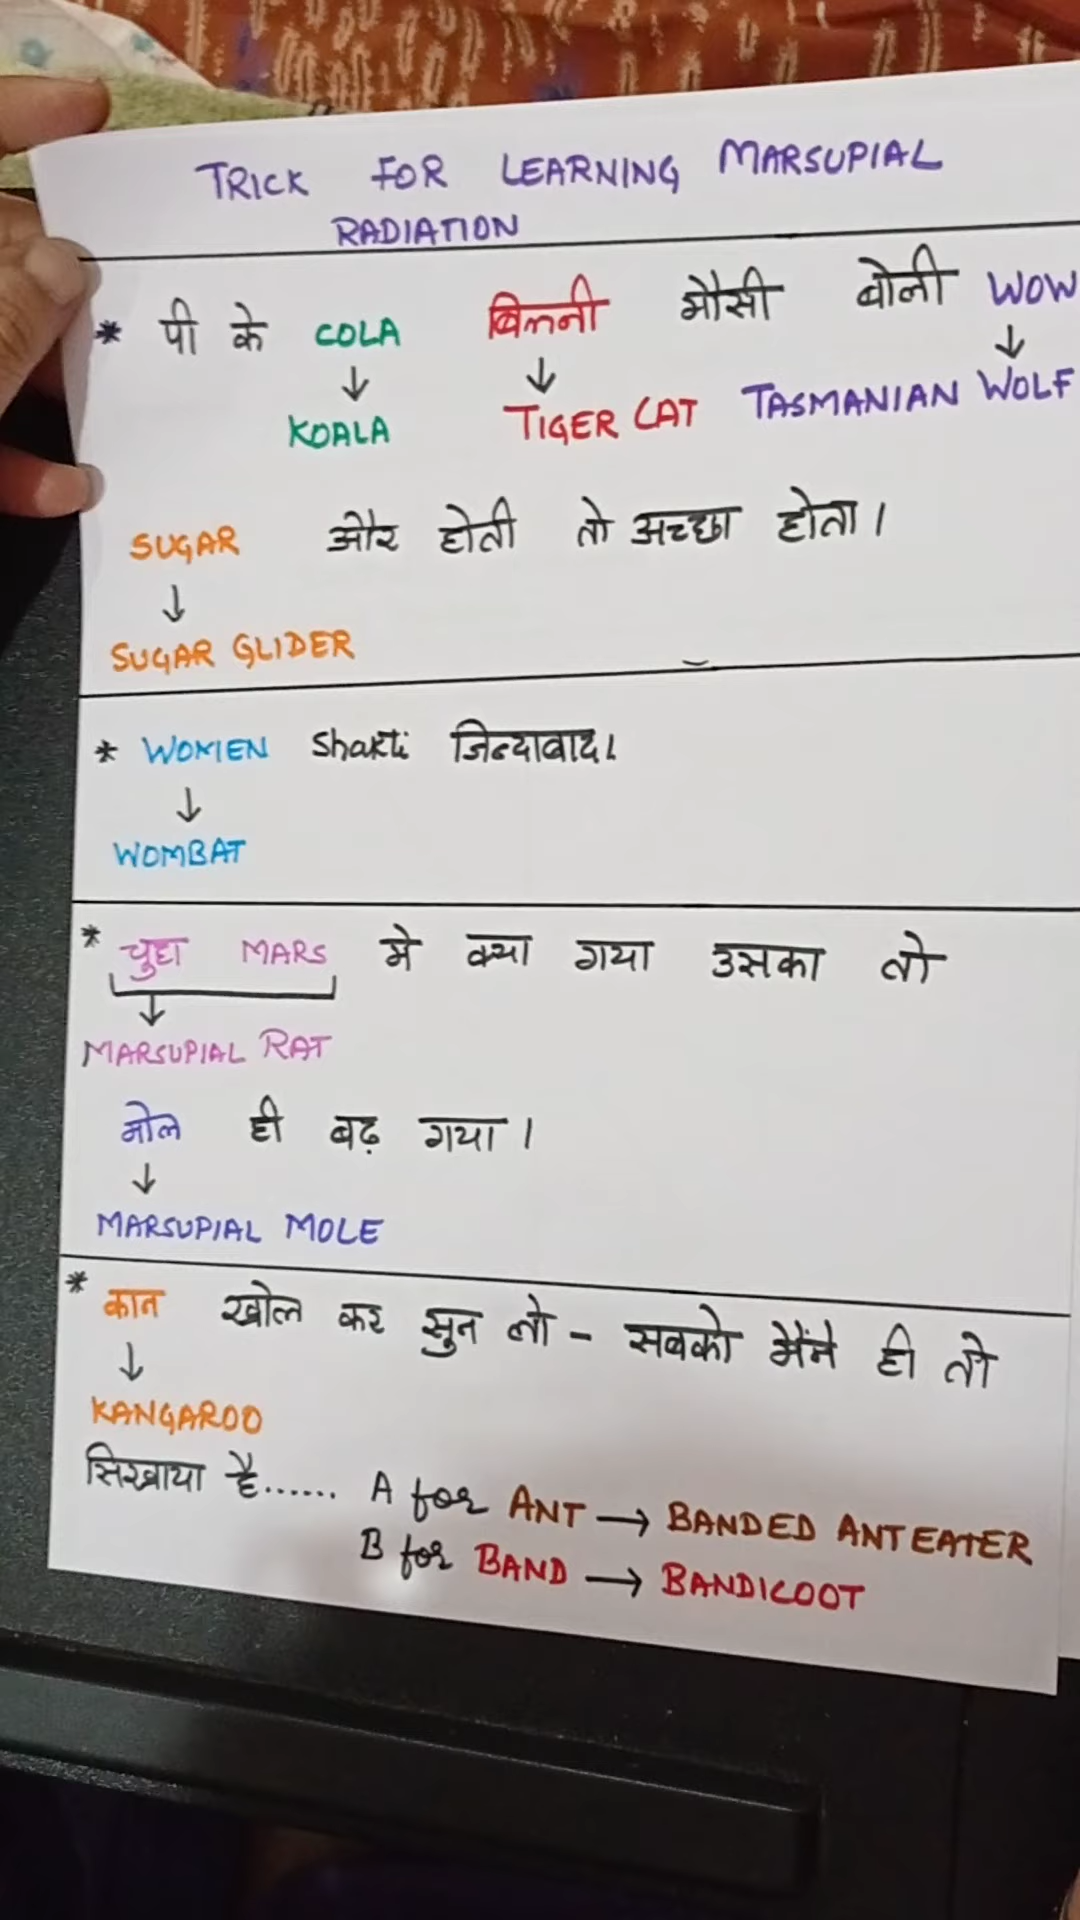 TRICK FOR LEARNING MARSUPIAL
RADIATION
* पी के COLA बिल्ली मौसी बोली WOW
↓ ↓ ↓
KOALA TIGER CAT TASMANIAN WOLF
SUGAR और होती तो अच्छा होता।
↓
SUGAR GLIDER
* WOMEN Shakti जिन्दाबाद।
↓
WOMBAT
* चुहा MARS मे क्या गया उसका तो
↓
MARSUPIAL RAT
मोल ही बढ़ गया।
↓
MARSUPIAL MOLE
* कान खोल कर सुन लो - सबको मैंने ही तो
↓
KANGAROO
सिखाया है...... A for ANT → BANDED ANTEATER
B for BAND → BANDICOOT